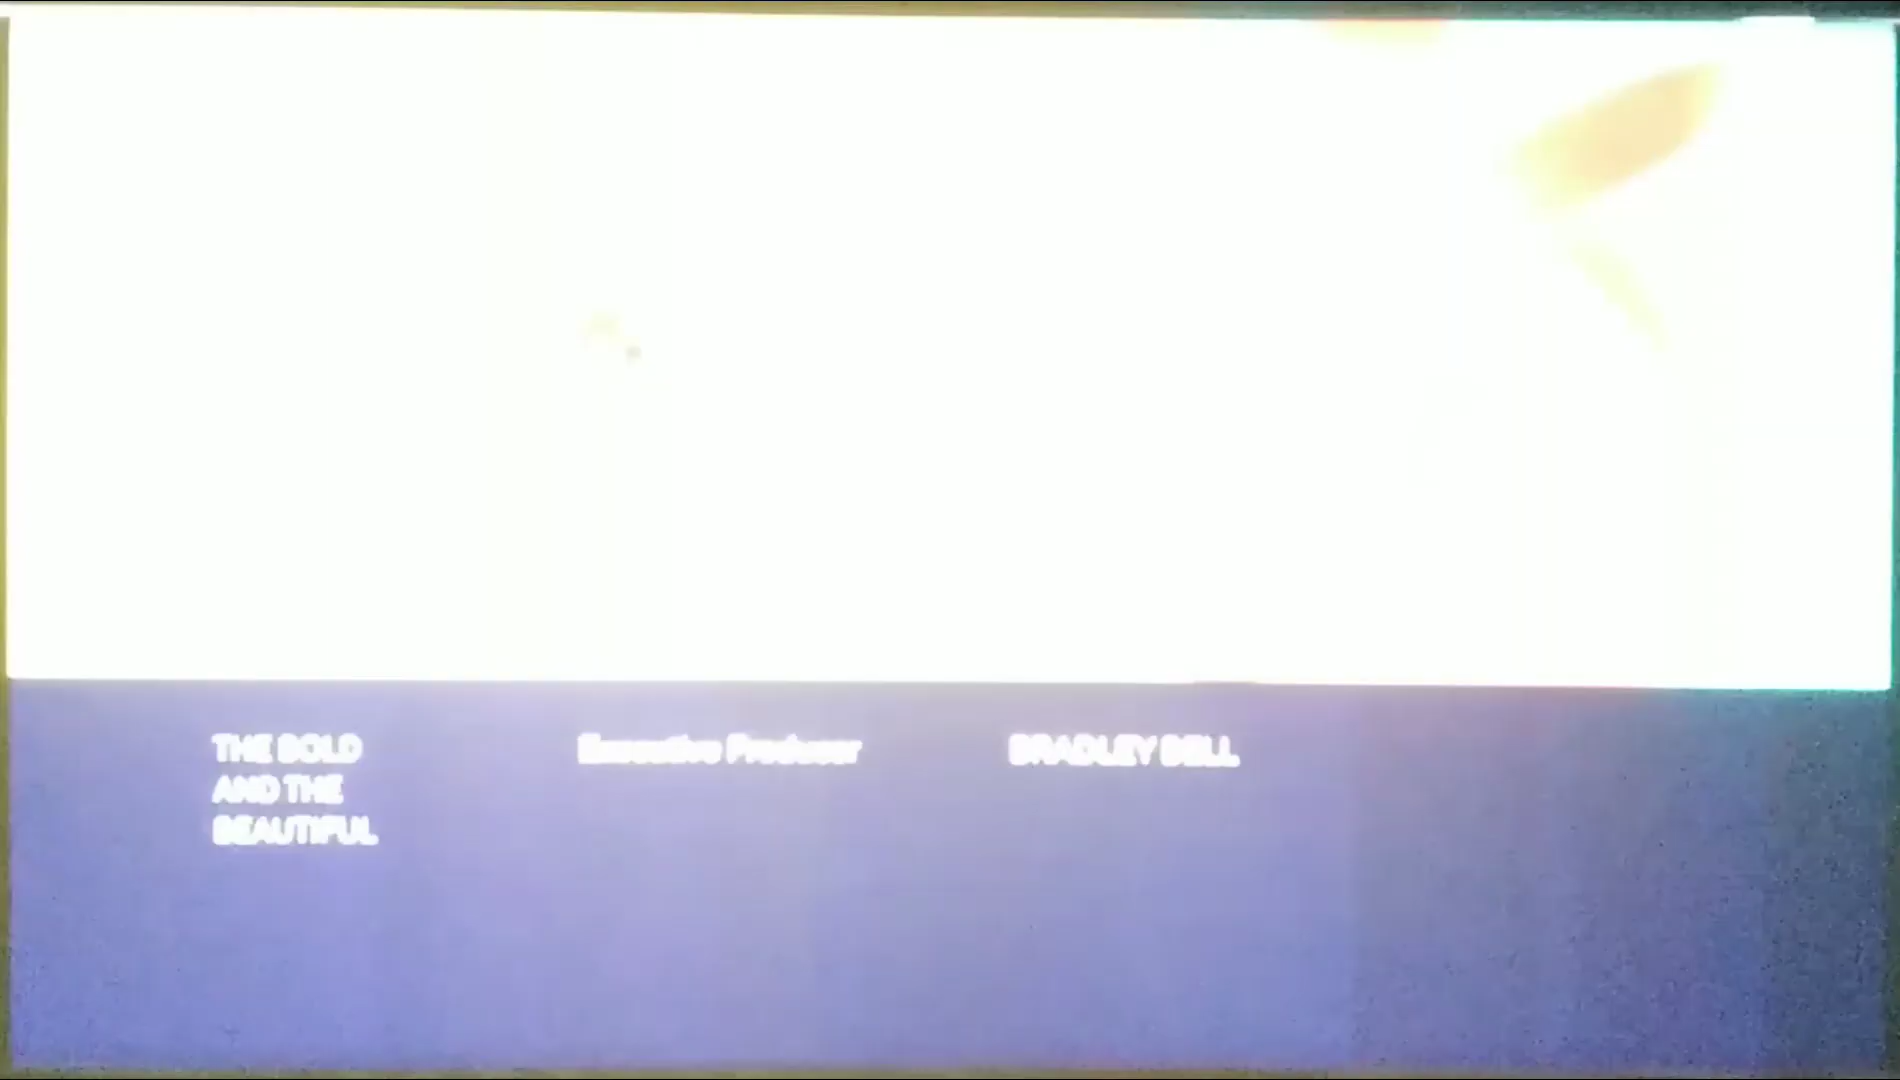 THE BOLD
AND THE
BEAUTIFUL
Executive Producer
BRADLEY BELL